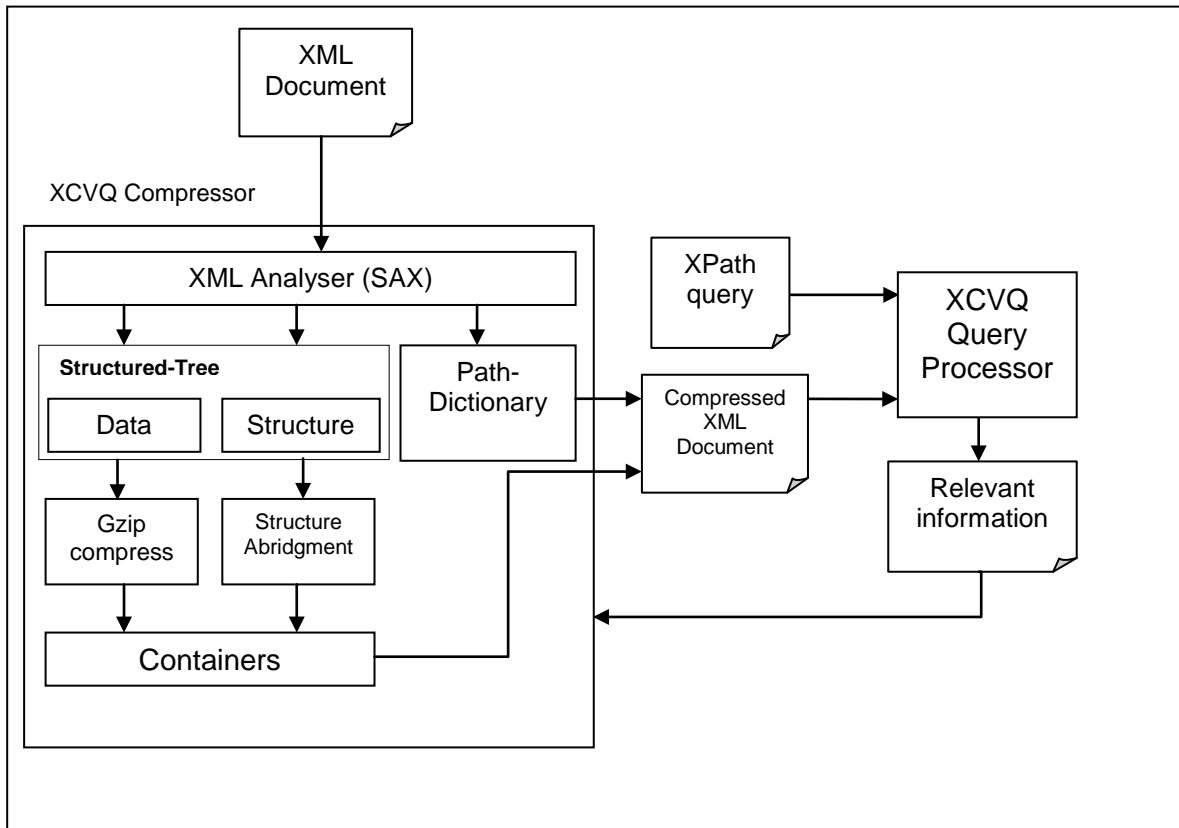 XML
Document
XCVQ Compressor
XML Analyser (SAX)
XPath
query
XCVQ
Query
Processor
Structured-Tree
Data
Structure
Path-
Dictionary
Compressed
XML
Document
Gzip
compress
Structure
Abridgment
Relevant
information
Containers